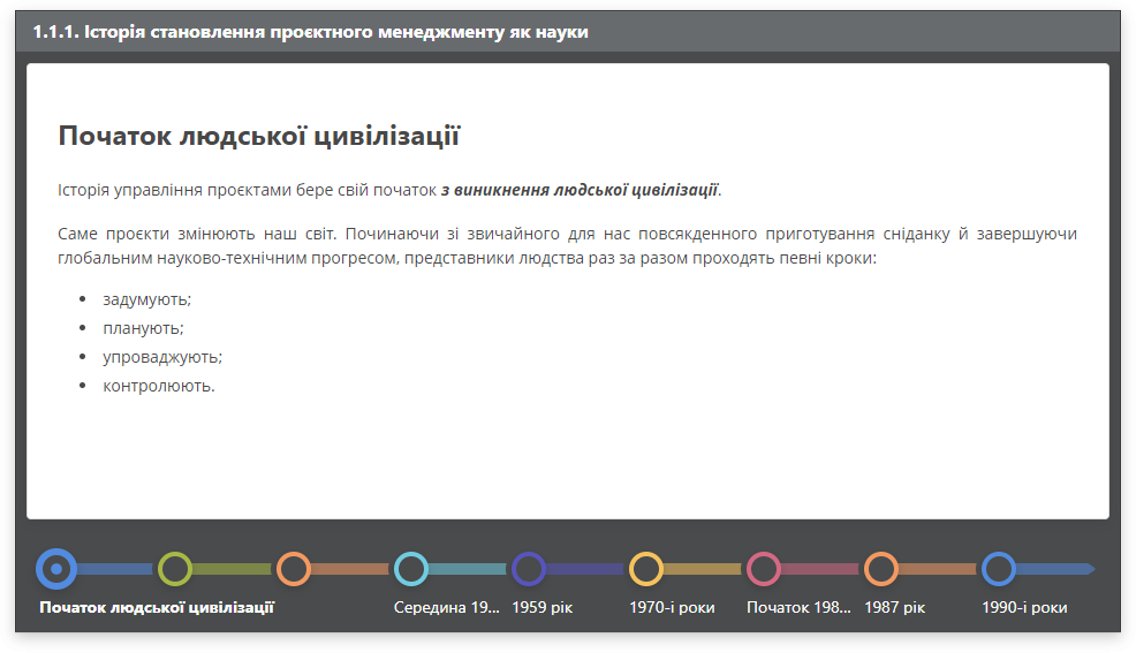 1.1.1. Історія становлення проєктного менеджменту як науки
Початок людської цивілізації
Історія управління проєктами бере свій початок з виникнення людської цивілізації.
Саме проєкти змінюють наш світ. Починаючи зі звичайного для нас повсякденного приготування сніданку й завершуючи
глобальним науково-технічним прогресом, представники людства раз за разом проходять певні кроки:
• задумують;
• планують;
• упроваджують;
• контролюють.
Початок людської цивілізації Середина 19... 1959 рік 1970-і роки Початок 198... 1987 рік 1990-і роки